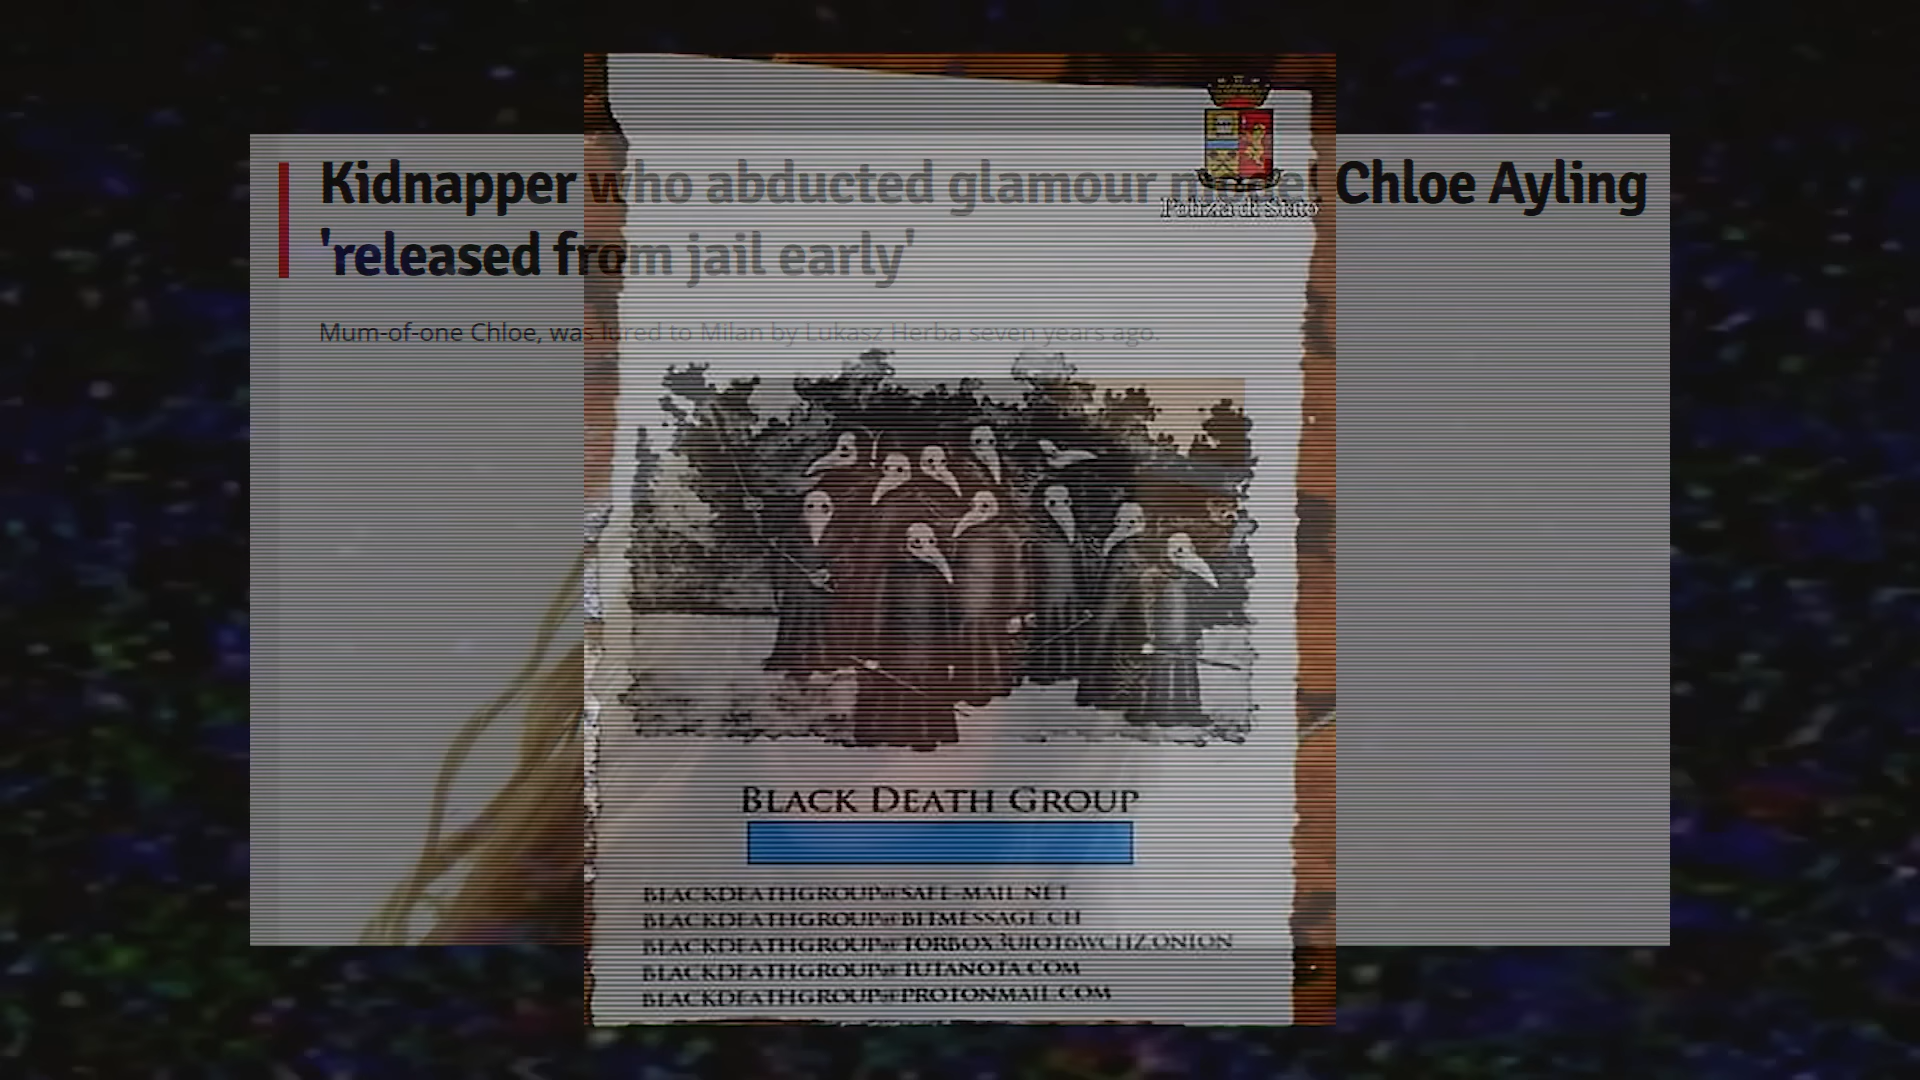 Kidnapper who abducted glamour model Chloe Ayling
'released from jail early'
Mum-of-one Chloe, was lured to Milan by Lukasz Herba seven years ago.
Polizia di Stato
BLACK DEATH GROUP
BLACKDEATHGROUP@SAFE-MAIL.NET
BLACKDEATHGROUP@BITMESSAGE.CH
BLACKDEATHGROUP@TORBOX3UIOT6WCHZ.ONION
BLACKDEATHGROUP@TUTANOTA.COM
BLACKDEATHGROUP@PROTONMAIL.COM